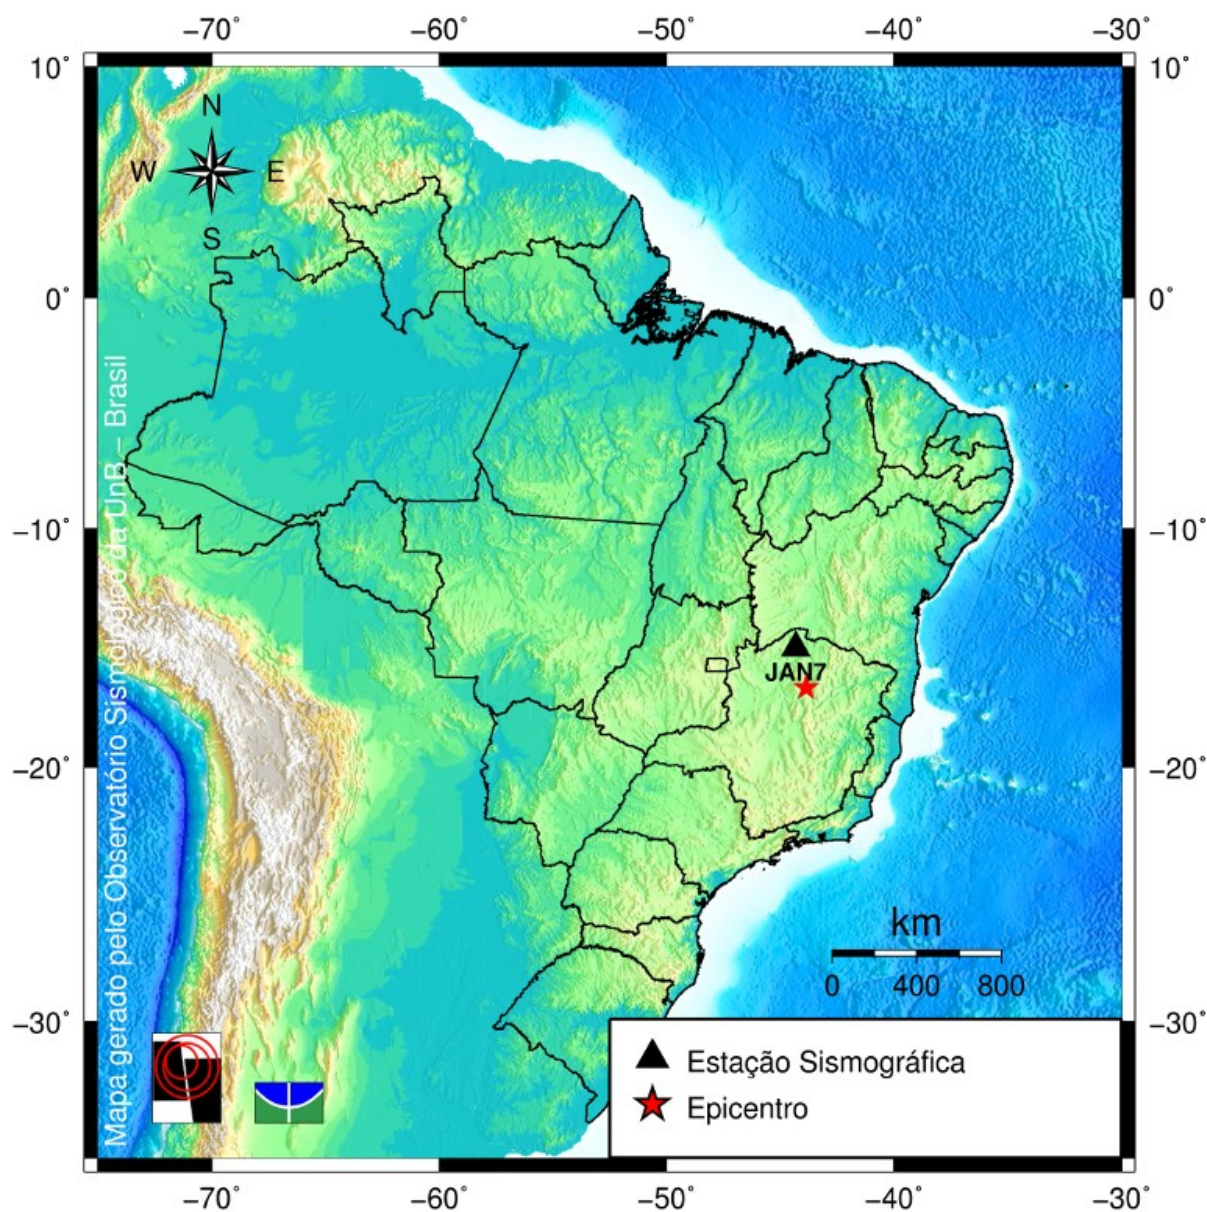 −70° −60° −50° −40° −30°
10° 10°
N
W E
S
0° 0°
−10° −10°
JAN7
−20° −20°
km
0 400 800
−30° −30°
Estação Sismográfica
Epicentro
Mapa gerado pelo Observatório Sismológico da UnB – Brasil
−70° −60° −50° −40° −30°